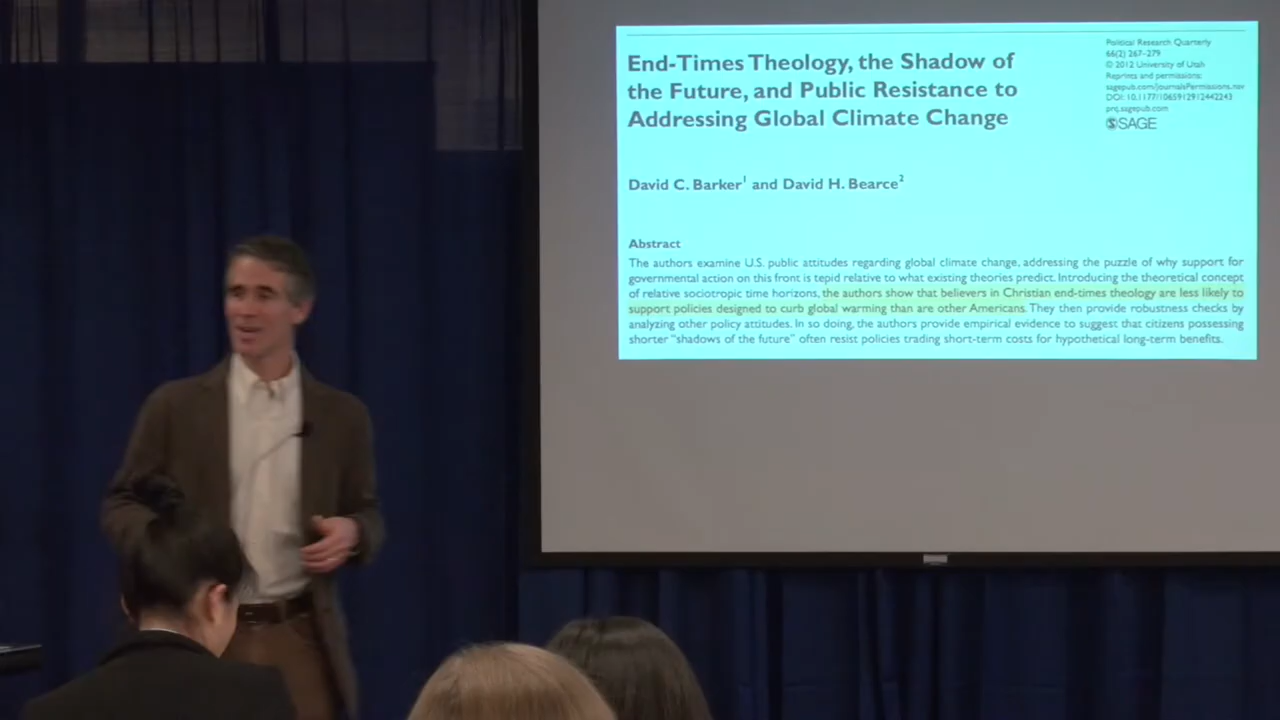 End-Times Theology, the Shadow of
the Future, and Public Resistance to
Addressing Global Climate Change
Political Research Quarterly
66(2) 267–279
© 2012 University of Utah
Reprints and permissions:
sagepub.com/journalsPermissions.nav
DOI: 10.1177/1065912912442243
prq.sagepub.com
SAGE
David C. Barker1 and David H. Bearce2
Abstract
The authors examine U.S. public attitudes regarding global climate change, addressing the puzzle of why support for
governmental action on this front is tepid relative to what existing theories predict. Introducing the theoretical concept
of relative sociotropic time horizons, the authors show that believers in Christian end-times theology are less likely to
support policies designed to curb global warming than are other Americans. They then provide robustness checks by
analyzing other policy attitudes. In so doing, the authors provide empirical evidence to suggest that citizens possessing
shorter “shadows of the future” often resist policies trading short-term costs for hypothetical long-term benefits.